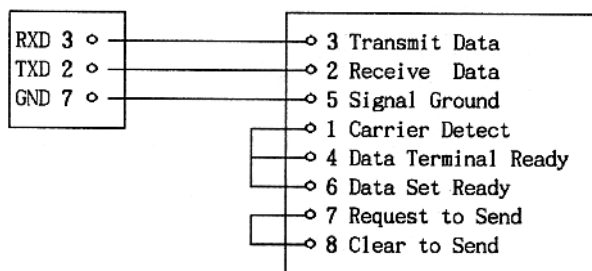 RXD 3
TXD 2
GND 7
3 Transmit Data
2 Receive Data
5 Signal Ground
1 Carrier Detect
4 Data Terminal Ready
6 Data Set Ready
7 Request to Send
8 Clear to Send